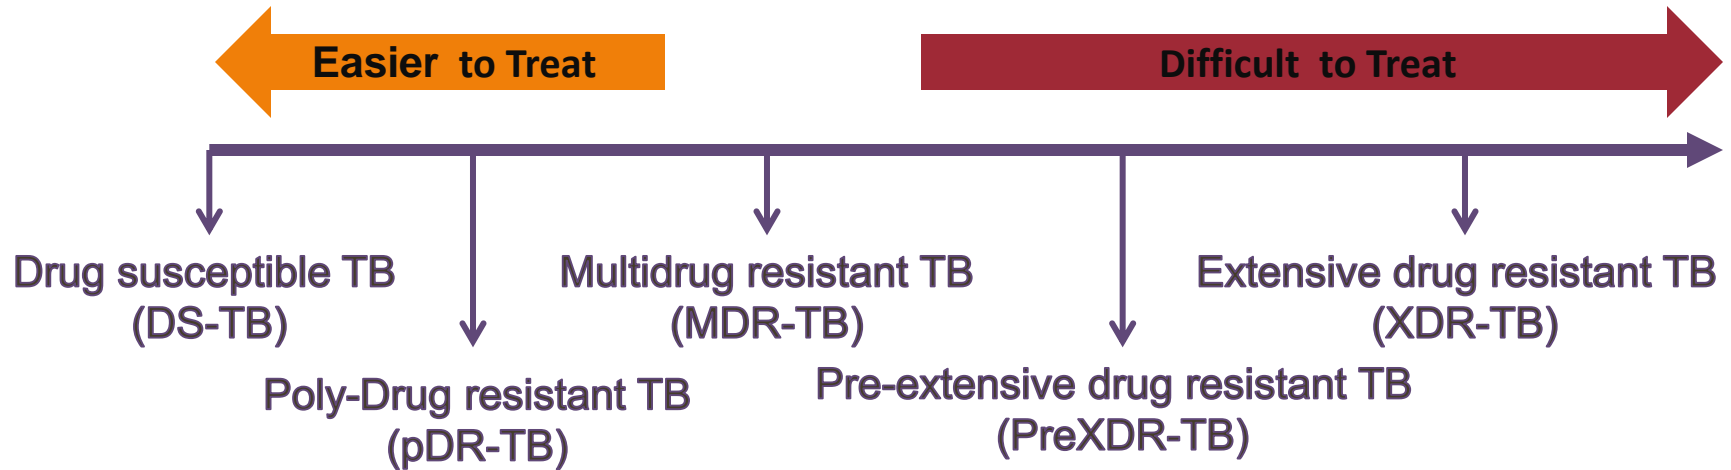 Easier to Treat
Difficult to Treat
Drug susceptible TB
(DS-TB)
Poly-Drug resistant TB
(pDR-TB)
Multidrug resistant TB
(MDR-TB)
Pre-extensive drug resistant TB
(PreXDR-TB)
Extensive drug resistant TB
(XDR-TB)